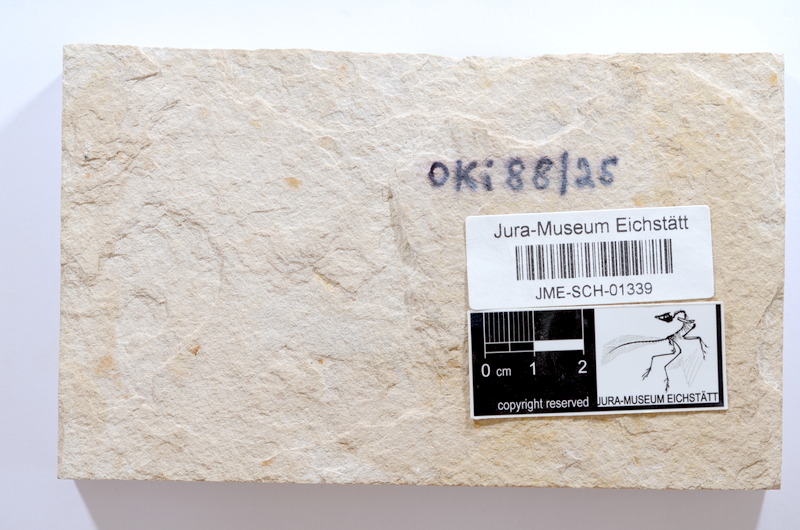 OKi 88/25
Jura-Museum Eichstätt
JME-SCH-01339
0 cm 1 2
copyright reserved
JURA-MUSEUM EICHSTÄTT